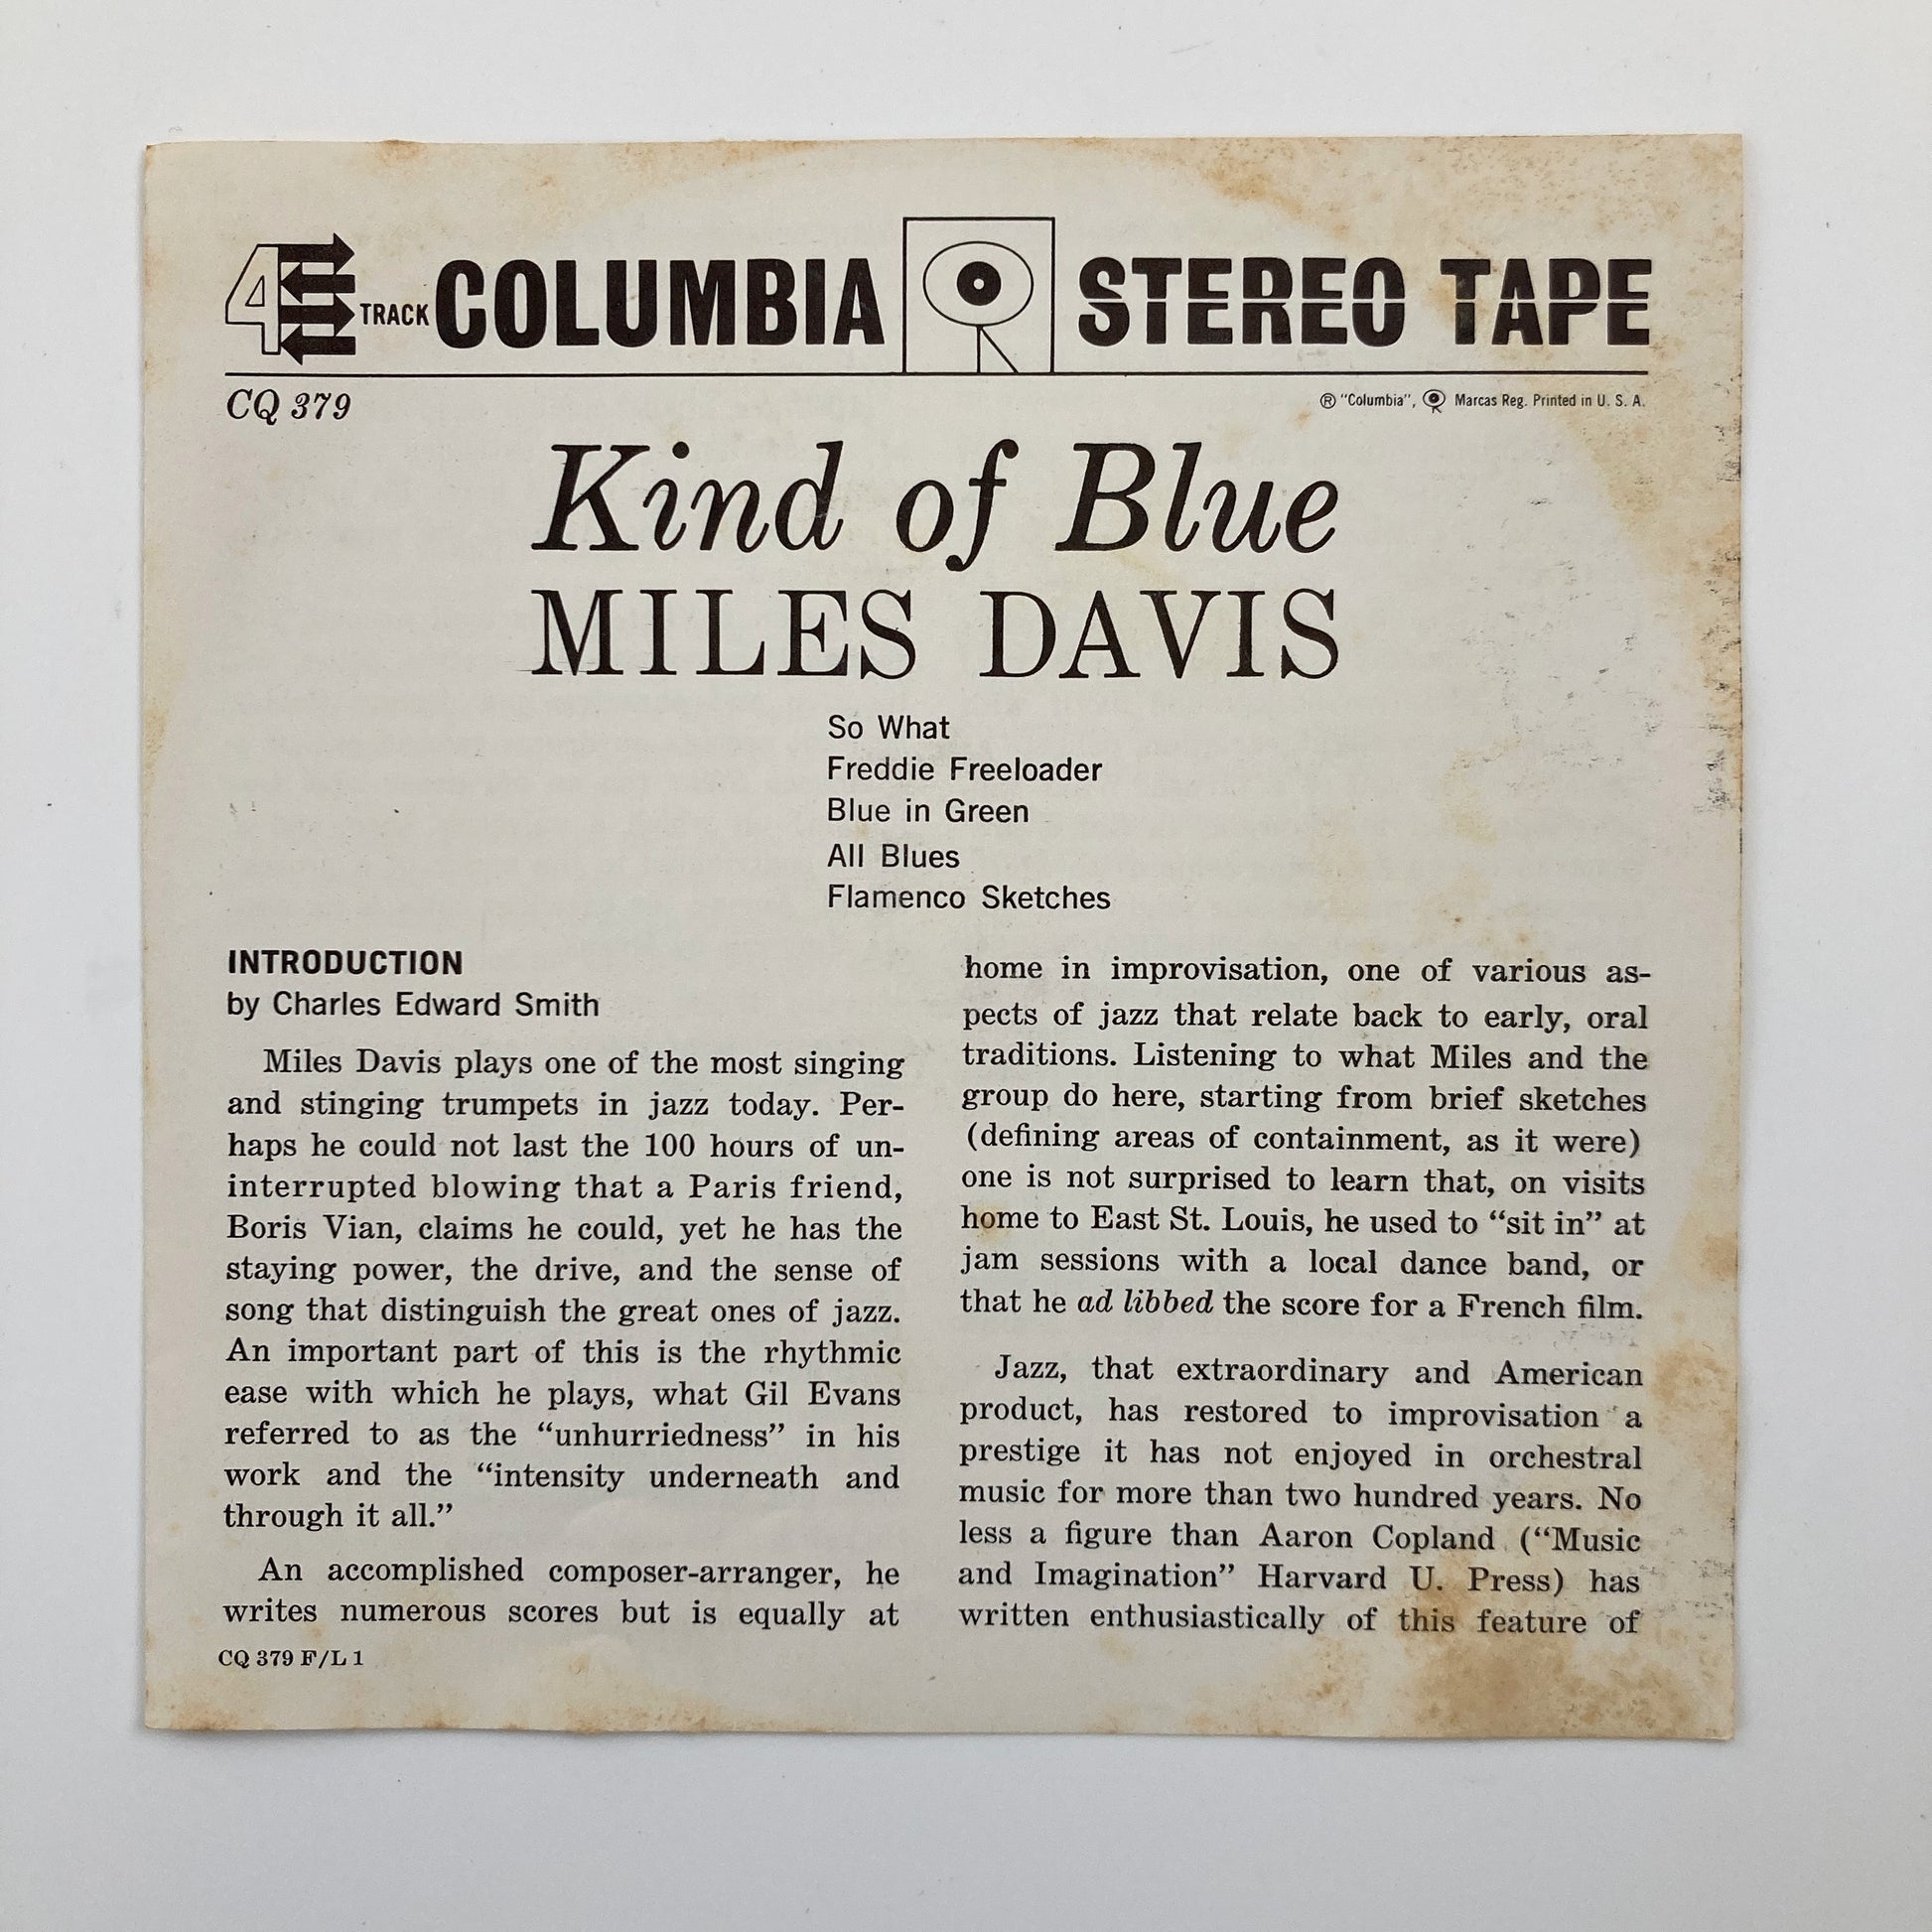 4 TRACK COLUMBIA STEREO TAPE
CQ 379
® "Columbia", Marcas Reg. Printed in U. S. A.
Kind of Blue
MILES DAVIS
So What
Freddie Freeloader
Blue in Green
All Blues
Flamenco Sketches
INTRODUCTION
by Charles Edward Smith
Miles Davis plays one of the most singing
and stinging trumpets in jazz today. Per-
haps he could not last the 100 hours of un-
interrupted blowing that a Paris friend,
Boris Vian, claims he could, yet he has the
staying power, the drive, and the sense of
song that distinguish the great ones of jazz.
An important part of this is the rhythmic
ease with which he plays, what Gil Evans
referred to as the “unhurriedness” in his
work and the “intensity underneath and
through it all.”
An accomplished composer-arranger, he
writes numerous scores but is equally at
CQ 379 F/L 1
home in improvisation, one of various as-
pects of jazz that relate back to early, oral
traditions. Listening to what Miles and the
group do here, starting from brief sketches
(defining areas of containment, as it were)
one is not surprised to learn that, on visits
home to East St. Louis, he used to “sit in” at
jam sessions with a local dance band, or
that he ad libbed the score for a French film.
Jazz, that extraordinary and American
product, has restored to improvisation a
prestige it has not enjoyed in orchestral
music for more than two hundred years. No
less a figure than Aaron Copland (“Music
and Imagination” Harvard U. Press) has
written enthusiastically of this feature of